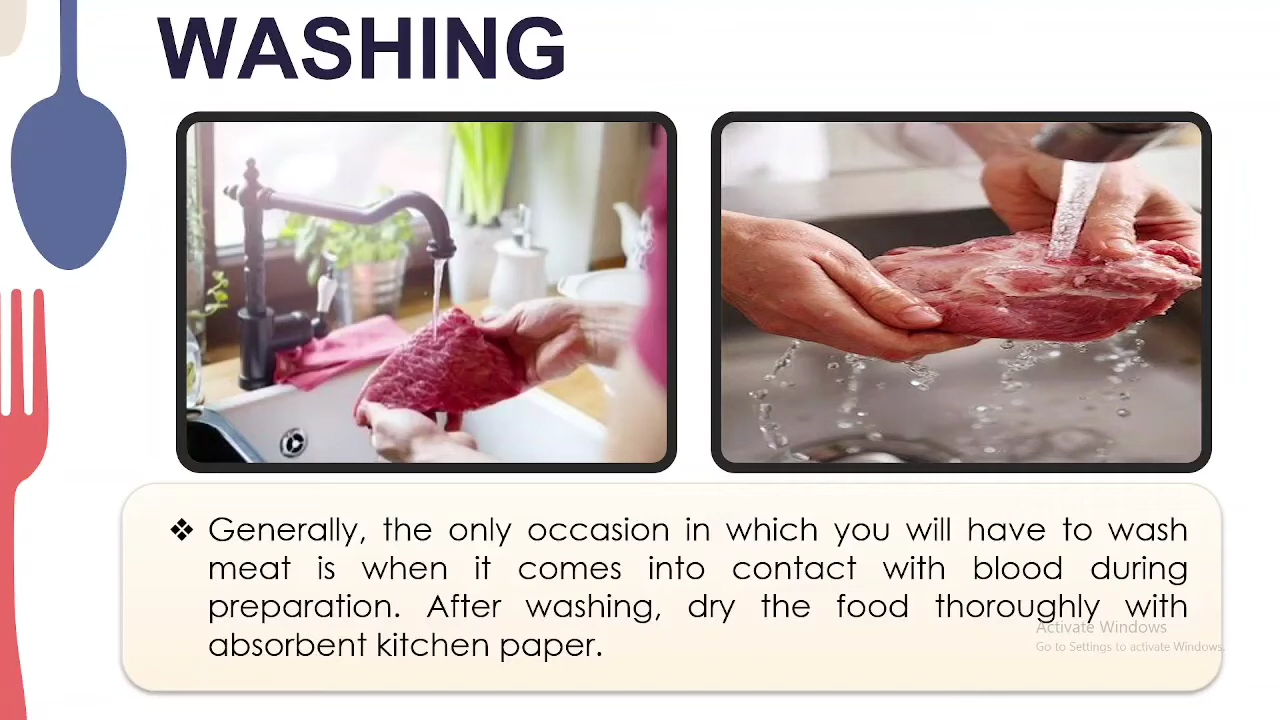 WASHING
❖ Generally, the only occasion in which you will have to wash
meat is when it comes into contact with blood during
preparation. After washing, dry the food thoroughly with
absorbent kitchen paper.
Activate Windows
Go to Settings to activate Windows.